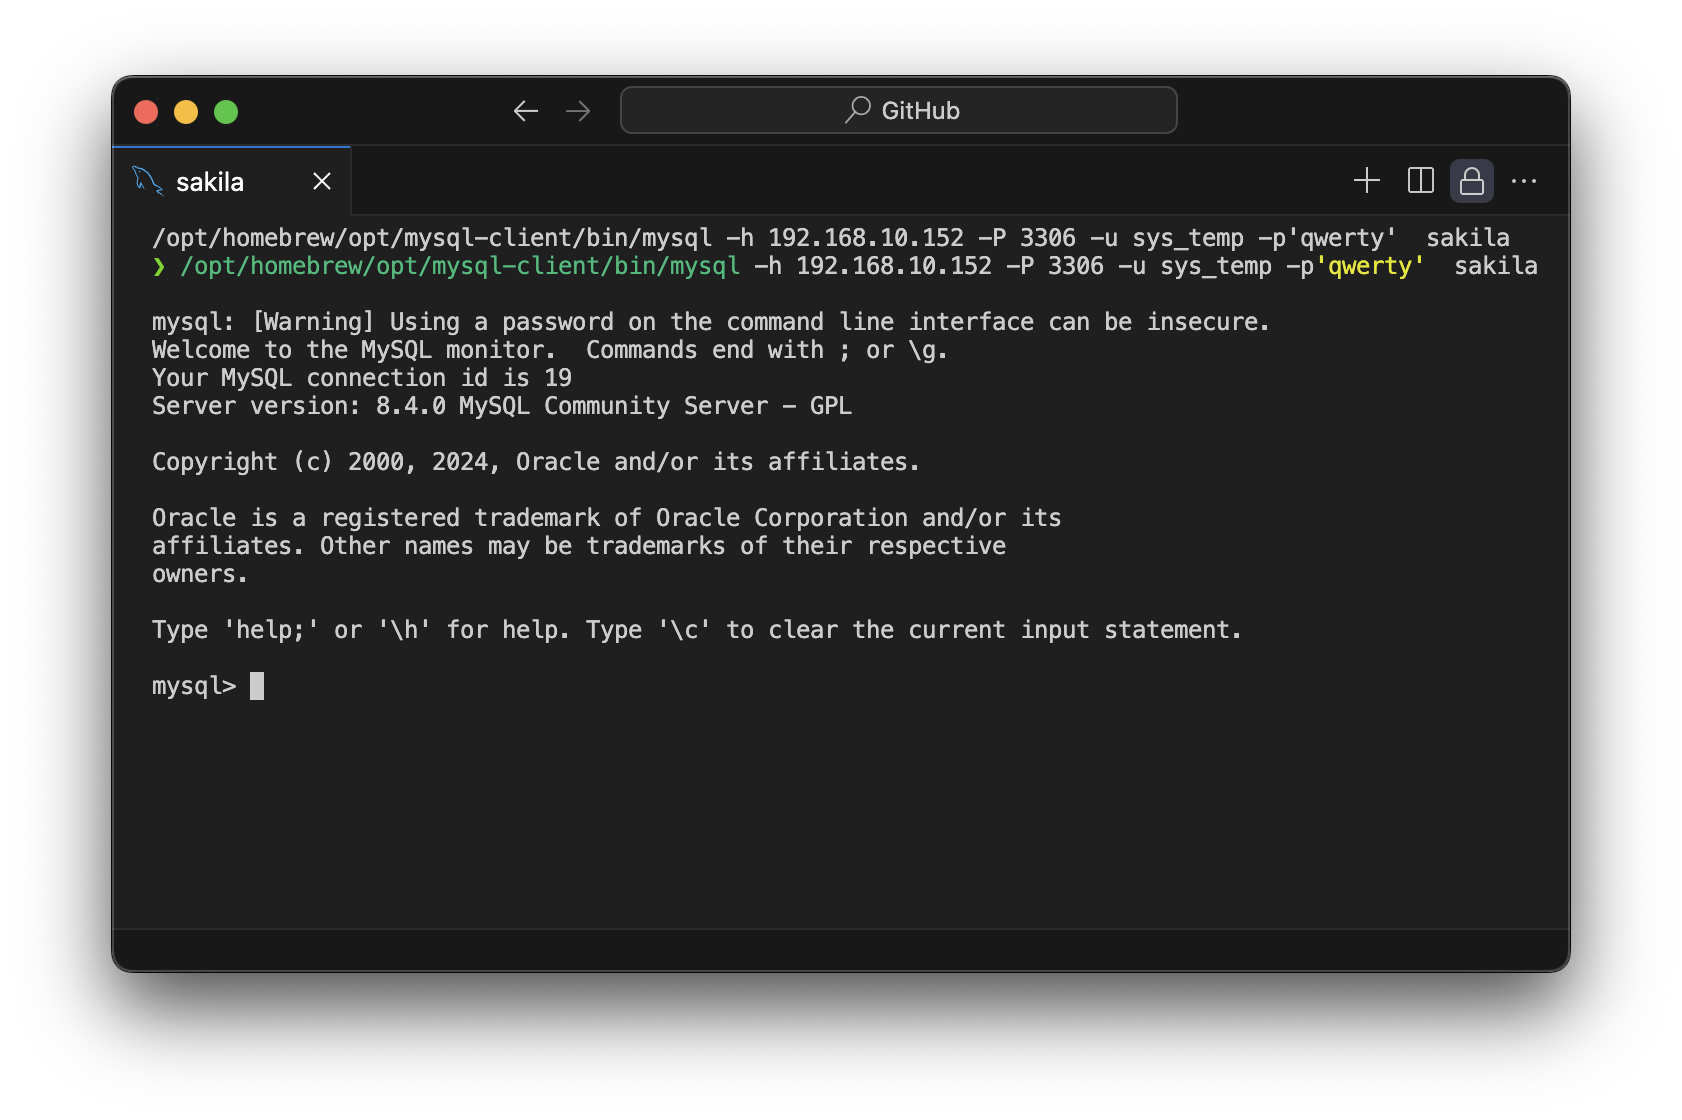 GitHub
sakila
/opt/homebrew/opt/mysql-client/bin/mysql -h 192.168.10.152 -P 3306 -u sys_temp -p'qwerty'  sakila
❯ /opt/homebrew/opt/mysql-client/bin/mysql -h 192.168.10.152 -P 3306 -u sys_temp -p'qwerty'  sakila
mysql: [Warning] Using a password on the command line interface can be insecure.
Welcome to the MySQL monitor.  Commands end with ; or \g.
Your MySQL connection id is 19
Server version: 8.4.0 MySQL Community Server - GPL
Copyright (c) 2000, 2024, Oracle and/or its affiliates.
Oracle is a registered trademark of Oracle Corporation and/or its
affiliates. Other names may be trademarks of their respective
owners.
Type 'help;' or '\h' for help. Type '\c' to clear the current input statement.
mysql>